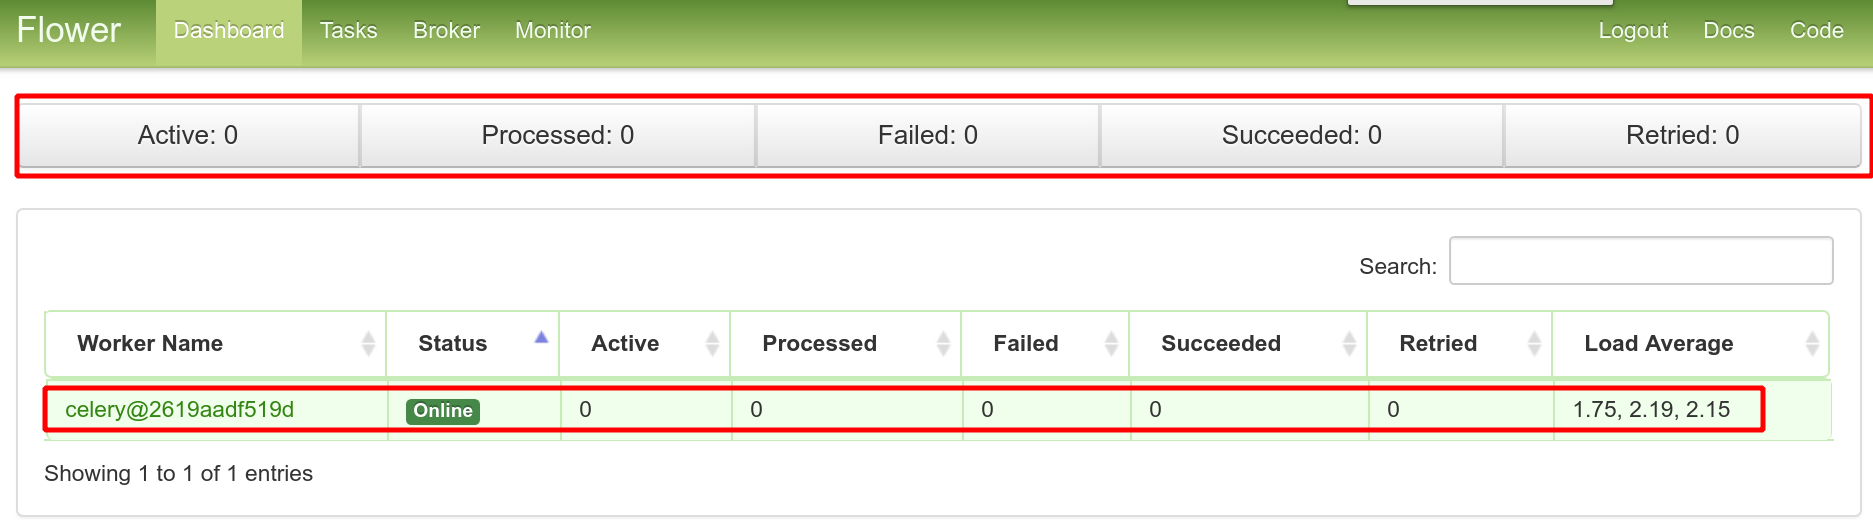 Flower Dashboard Tasks Broker Monitor Logout Docs Code
Active: 0 Processed: 0 Failed: 0 Succeeded: 0 Retried: 0
Search:
Worker Name Status Active Processed Failed Succeeded Retried Load Average
celery@2619aadf519d Online 0 0 0 0 0 1.75, 2.19, 2.15
Showing 1 to 1 of 1 entries